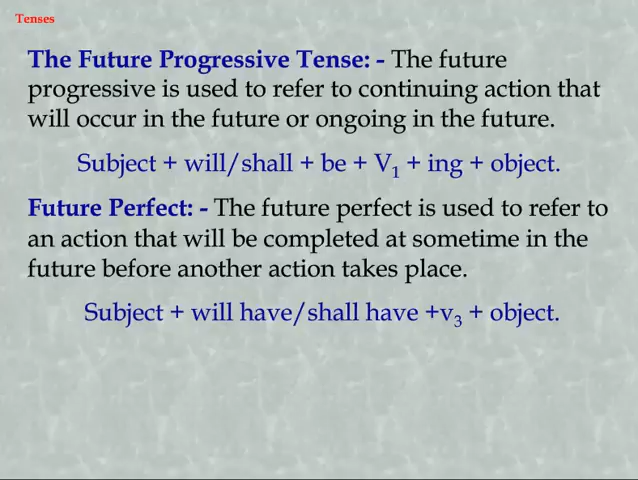 Tenses
The Future Progressive Tense: - The future
progressive is used to refer to continuing action that
will occur in the future or ongoing in the future.
Subject + will/shall + be + V₁ + ing + object.
Future Perfect: - The future perfect is used to refer to
an action that will be completed at sometime in the
future before another action takes place.
Subject + will have/shall have +v₃ + object.